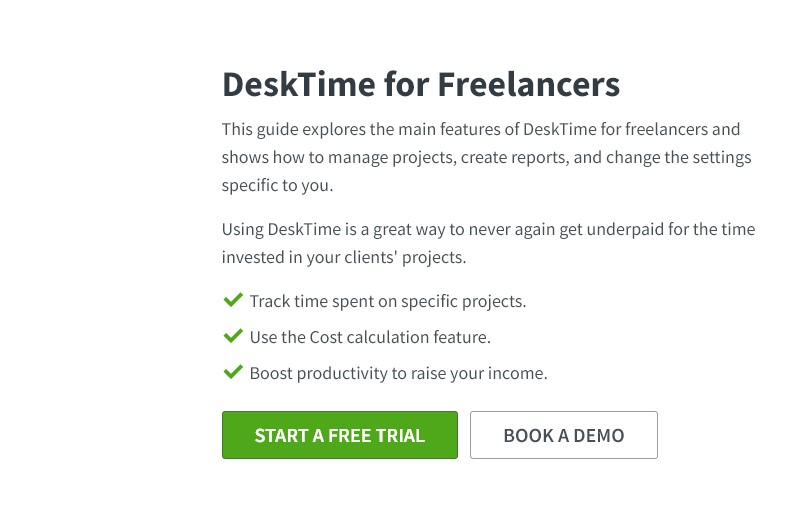 DeskTime for Freelancers
This guide explores the main features of DeskTime for freelancers and
shows how to manage projects, create reports, and change the settings
specific to you.
Using DeskTime is a great way to never again get underpaid for the time
invested in your clients' projects.
Track time spent on specific projects.
Use the Cost calculation feature.
Boost productivity to raise your income.
START A FREE TRIAL
BOOK A DEMO